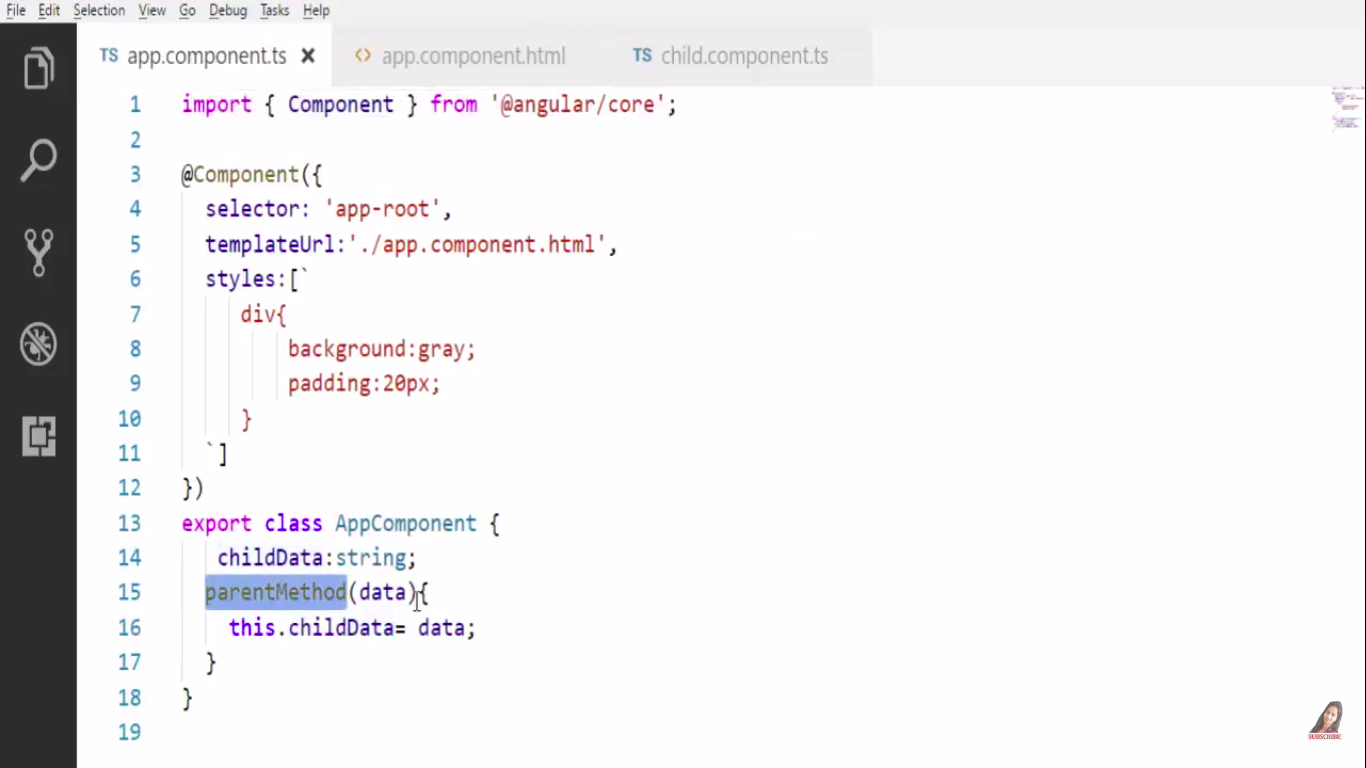 File Edit Selection View Go Debug Tasks Help
TS app.component.ts × <> app.component.html TS child.component.ts
1 import { Component } from '@angular/core';
2
3 @Component({
4 selector: 'app-root',
5 templateUrl:'./app.component.html',
6 styles:[`
7 div{
8 background:gray;
9 padding:20px;
10 }
11 `]
12 })
13 export class AppComponent {
14 childData:string;
15 parentMethod(data){
16 this.childData= data;
17 }
18 }
19
SUBSCRIBE